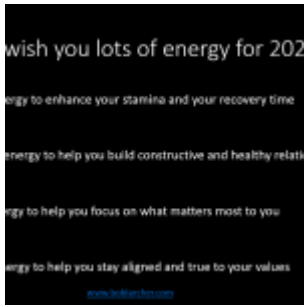 wish you lots of energy for 202
ergy to enhance your stamina and your recovery time
energy to help you build constructive and healthy relati
rgy to help you focus on what matters most to you
ergy to help you stay aligned and true to your values